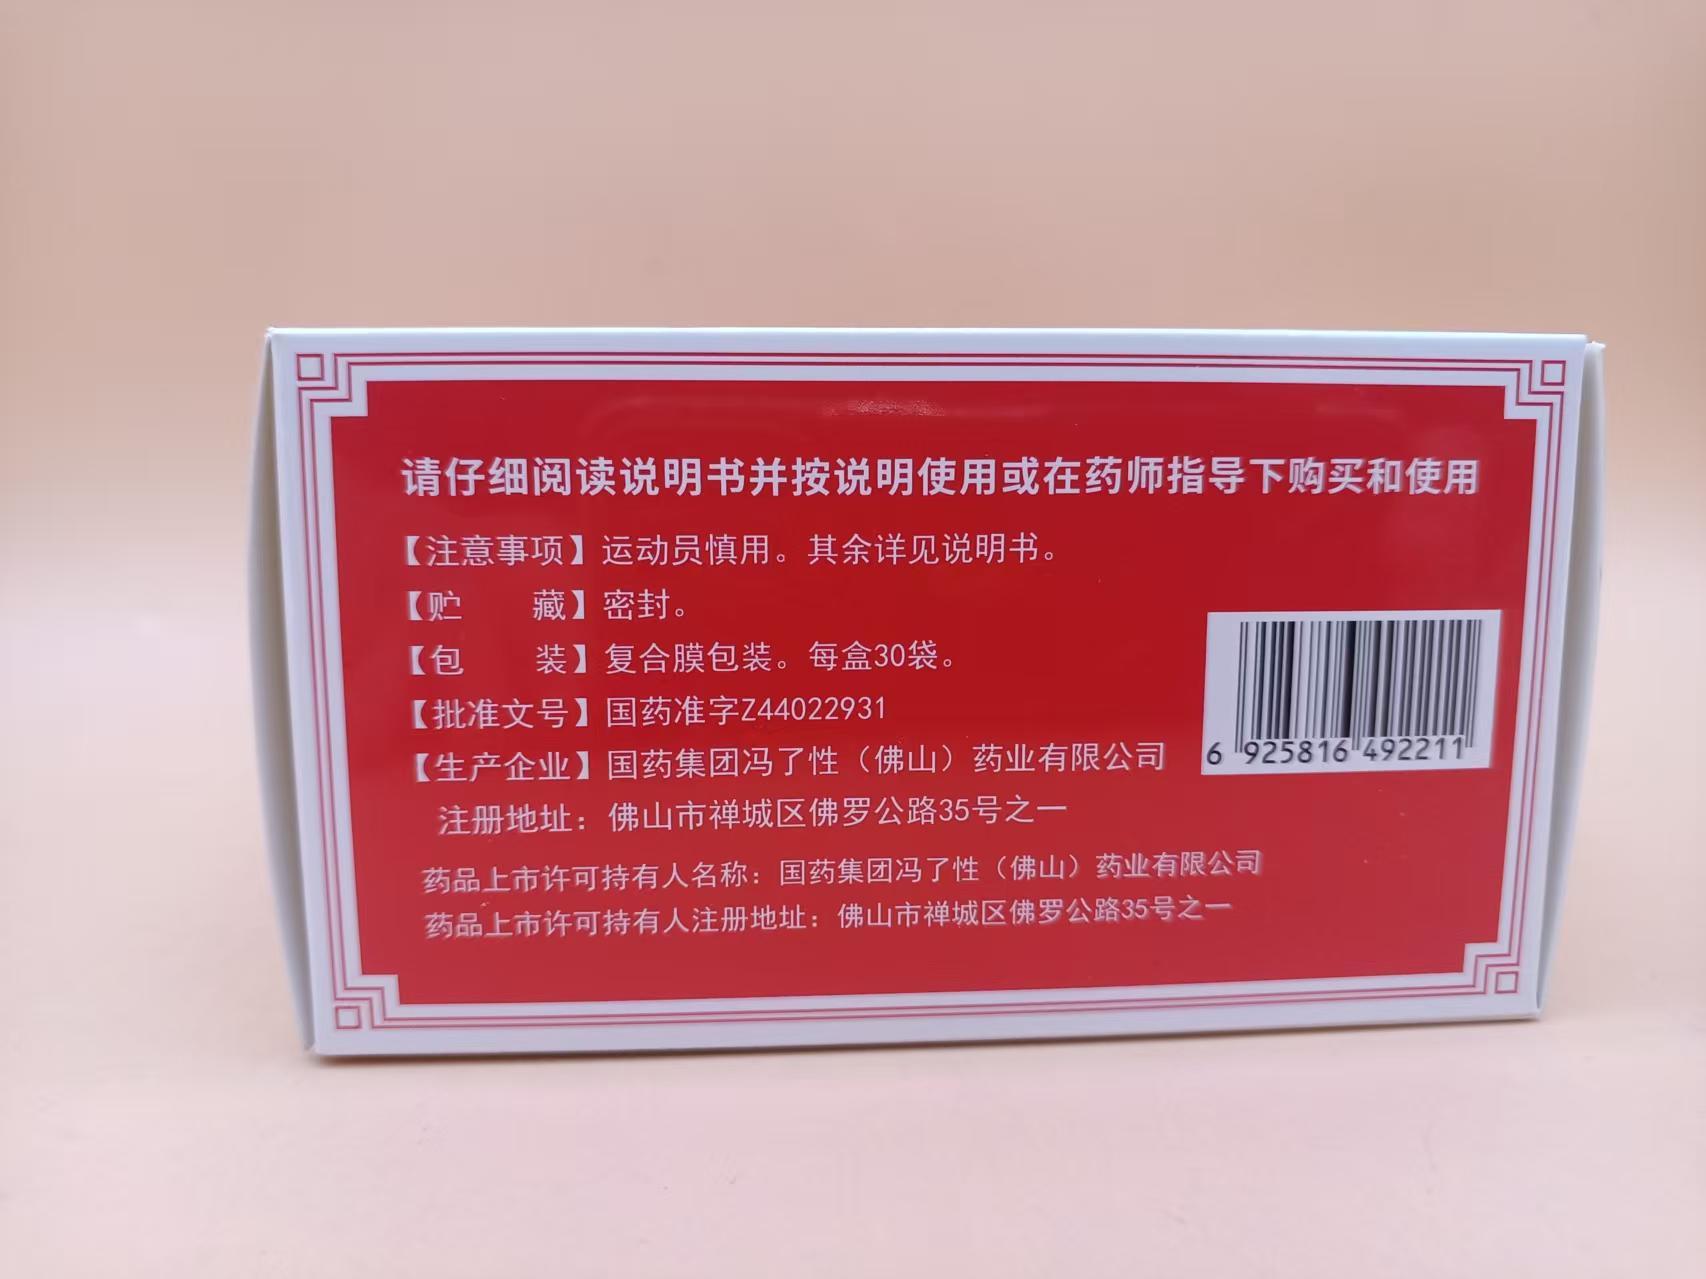 请仔细阅读说明书并按说明使用或在药师指导下购买和使用
【注意事项】运动员慎用。其余详见说明书。
【贮 藏】密封。
【包 装】复合膜包装。每盒30袋。
【批准文号】国药准字Z44022931
【生产企业】国药集团冯了性（佛山）药业有限公司
注册地址：佛山市禅城区佛罗公路35号之一
药品上市许可持有人名称：国药集团冯了性（佛山）药业有限公司
药品上市许可持有人注册地址：佛山市禅城区佛罗公路35号之一
6 925816 492211